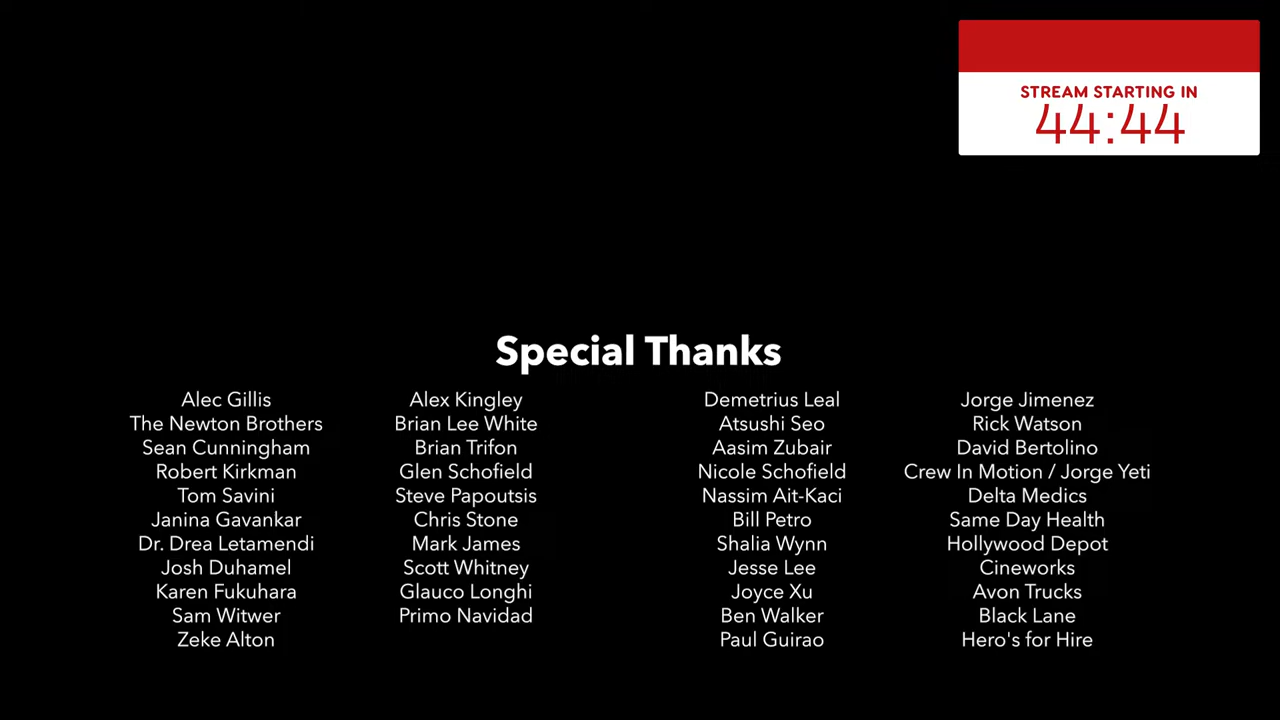 STREAM STARTING IN
44:44
Special Thanks
Alec Gillis
The Newton Brothers
Sean Cunningham
Robert Kirkman
Tom Savini
Janina Gavankar
Dr. Drea Letamendi
Josh Duhamel
Karen Fukuhara
Sam Witwer
Zeke Alton
Alex Kingley
Brian Lee White
Brian Trifon
Glen Schofield
Steve Papoutsis
Chris Stone
Mark James
Scott Whitney
Glauco Longhi
Primo Navidad
Demetrius Leal
Atsushi Seo
Aasim Zubair
Nicole Schofield
Nassim Ait-Kaci
Bill Petro
Shalia Wynn
Jesse Lee
Joyce Xu
Ben Walker
Paul Guirao
Jorge Jimenez
Rick Watson
David Bertolino
Crew In Motion / Jorge Yeti
Delta Medics
Same Day Health
Hollywood Depot
Cineworks
Avon Trucks
Black Lane
Hero's for Hire